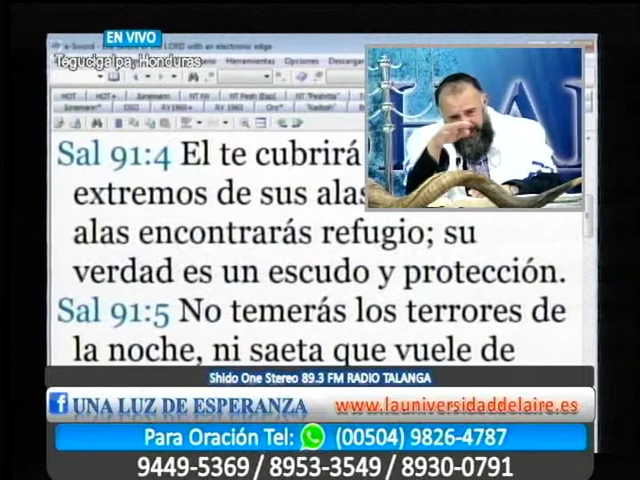 EN VIVO
Tegucigalpa, Honduras
Herramientas Opciones
Sal 91:4 El te cubrirá
extremos de sus alas
alas encontrarás refugio; su
verdad es un escudo y protección.
Sal 91:5 No temerás los terrores de
la noche, ni saeta que vuele de
Shido One Stereo 89.3 FM RADIO TALANGA
f UNA LUZ DE ESPERANZA www.launiversidaddelaire.es
Para Oración Tel: (00504) 9826-4787
9449-5369 / 8953-3549 / 8930-0791